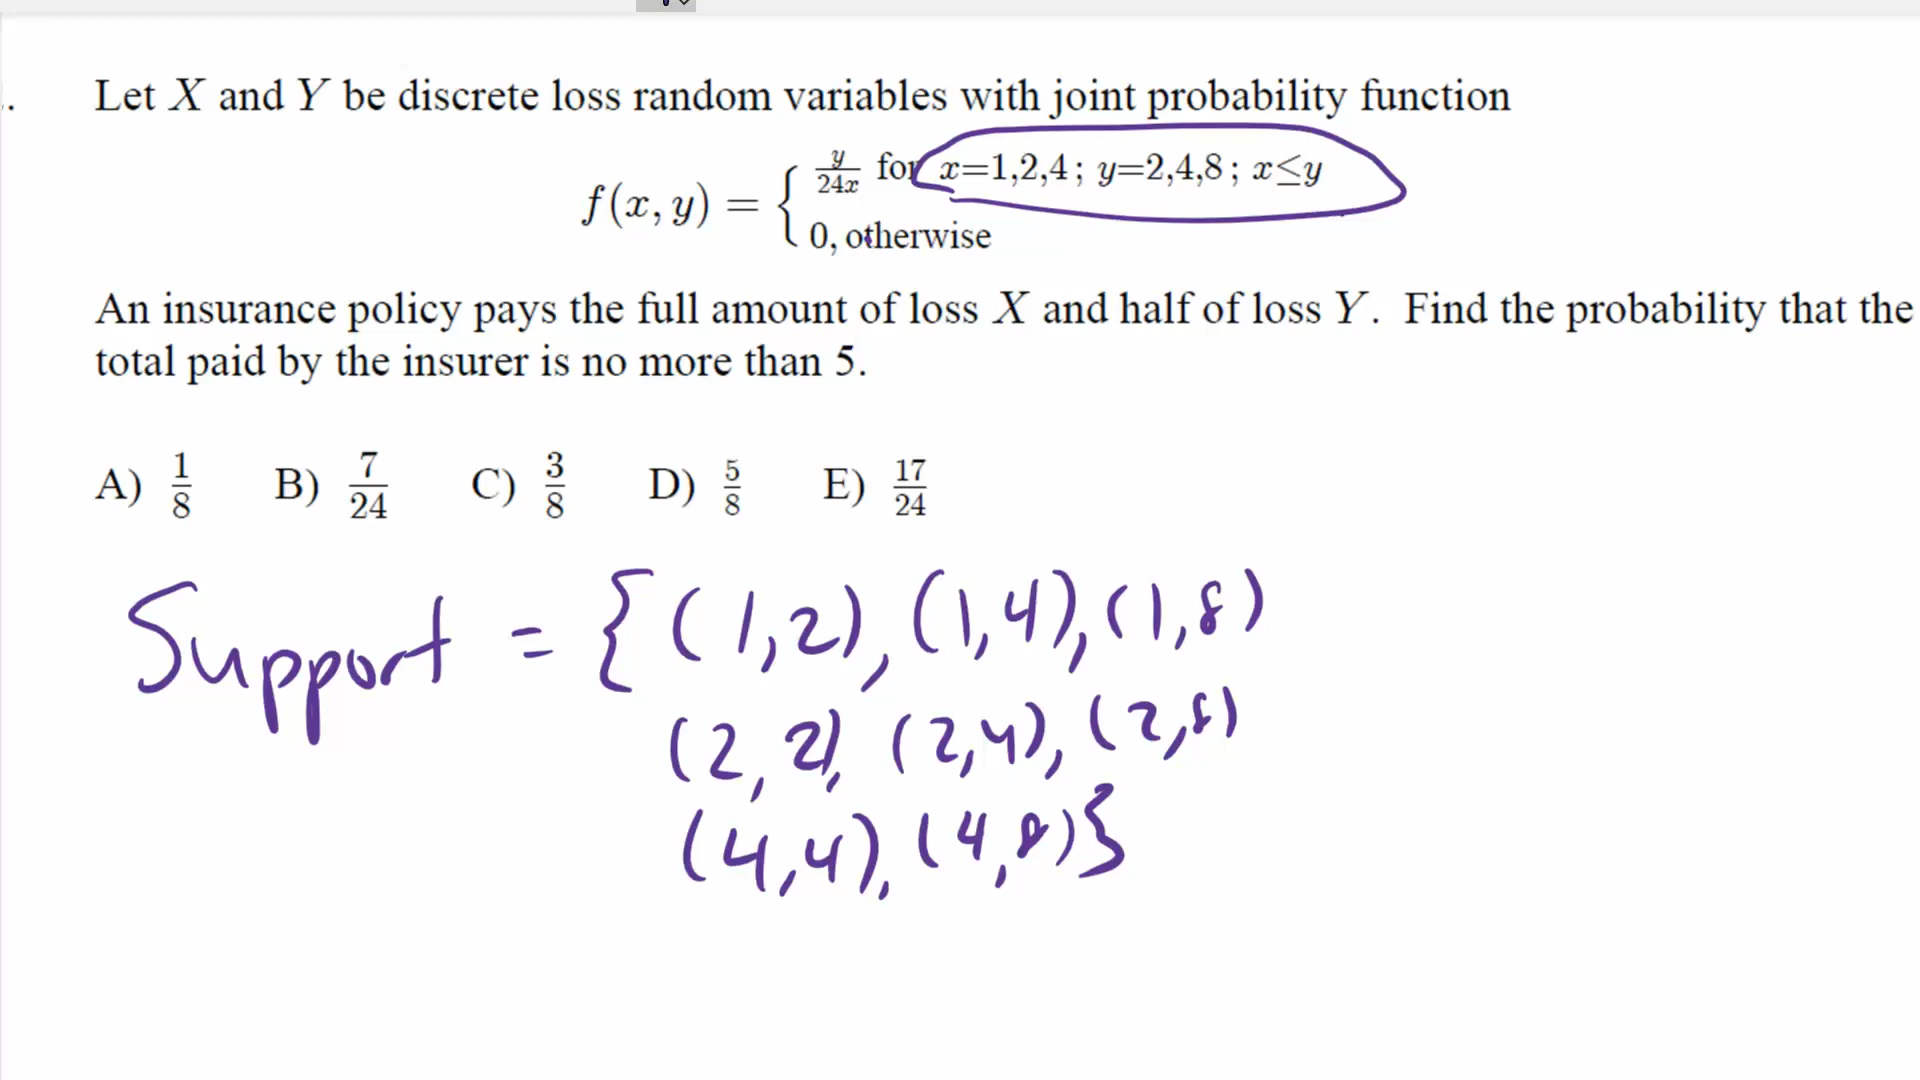 . Let X and Y be discrete loss random variables with joint probability function
f(x, y) = { y/24x for x=1,2,4; y=2,4,8; x≤y
0, otherwise
An insurance policy pays the full amount of loss X and half of loss Y. Find the probability that the
total paid by the insurer is no more than 5.
A) 1/8 B) 7/24 C) 3/8 D) 5/8 E) 17/24
Support = {(1,2), (1,4), (1,8)
(2,2), (2,4), (2,8)
(4,4), (4,8)}